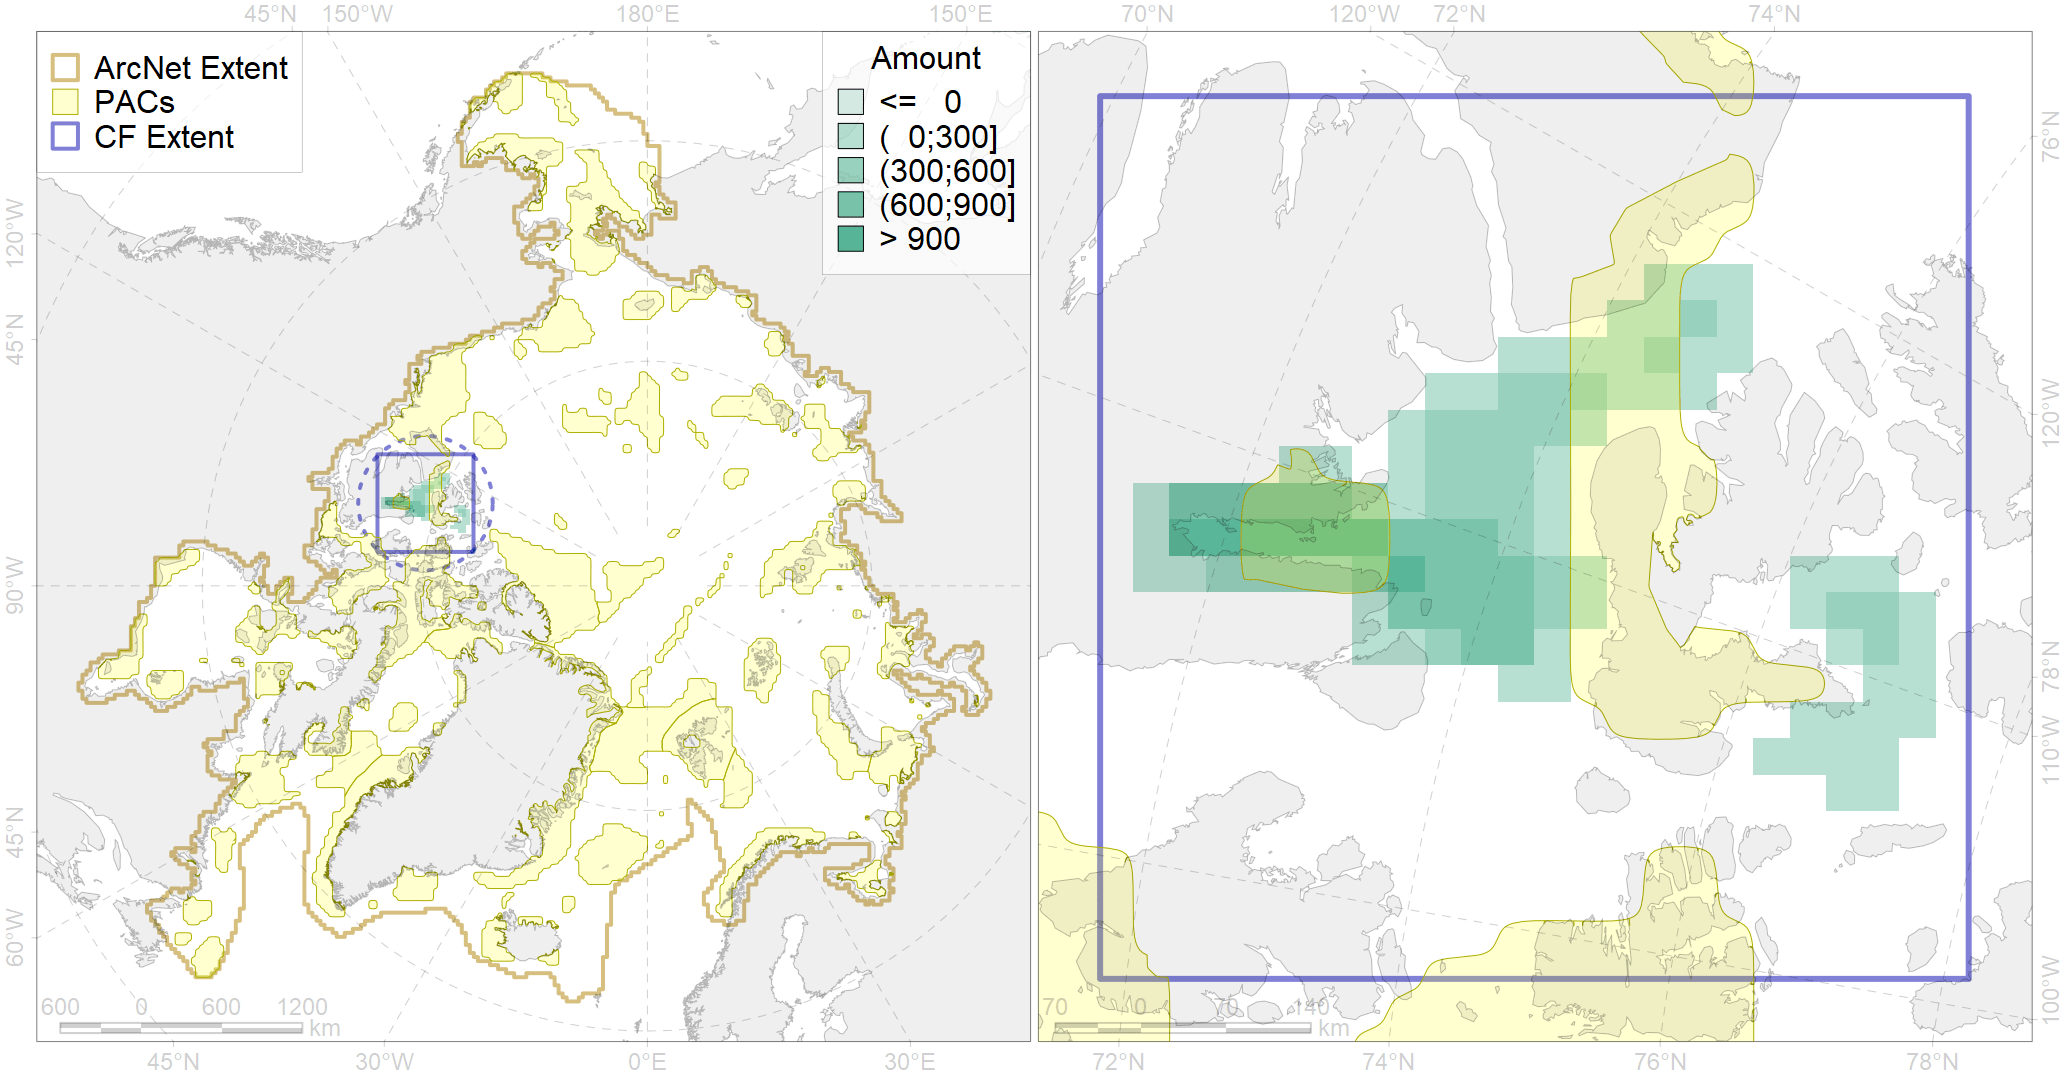 45°N 150°W 180°E 150°E 70°N 120°W 72°N 74°N
ArcNet Extent
PACs
CF Extent
Amount
<= 0
( 0;300]
(300;600]
(600;900]
> 900
120°W
45°N
90°W
45°N
60°W
76°N
120°W
78°N
110°W
100°W
600 0 600 1200
km
70 0 70 140
km
45°N 30°W 0°E 30°E 72°N 74°N 76°N 78°N